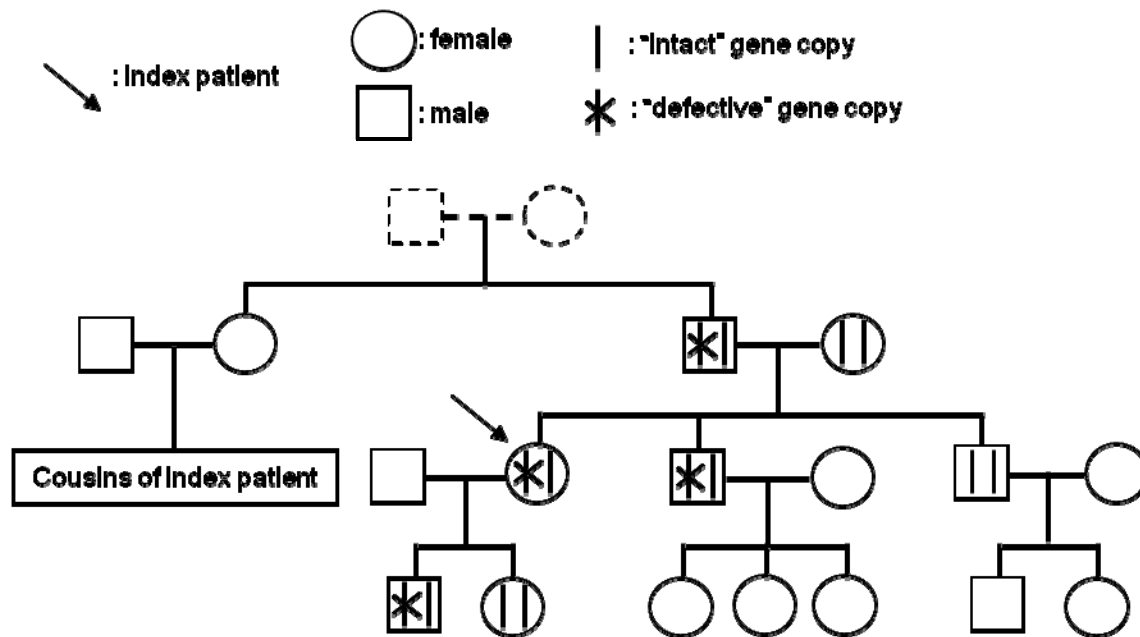 : Index patient
: female
: male
: "Intact" gene copy
: "defective" gene copy
Cousins of Index patient